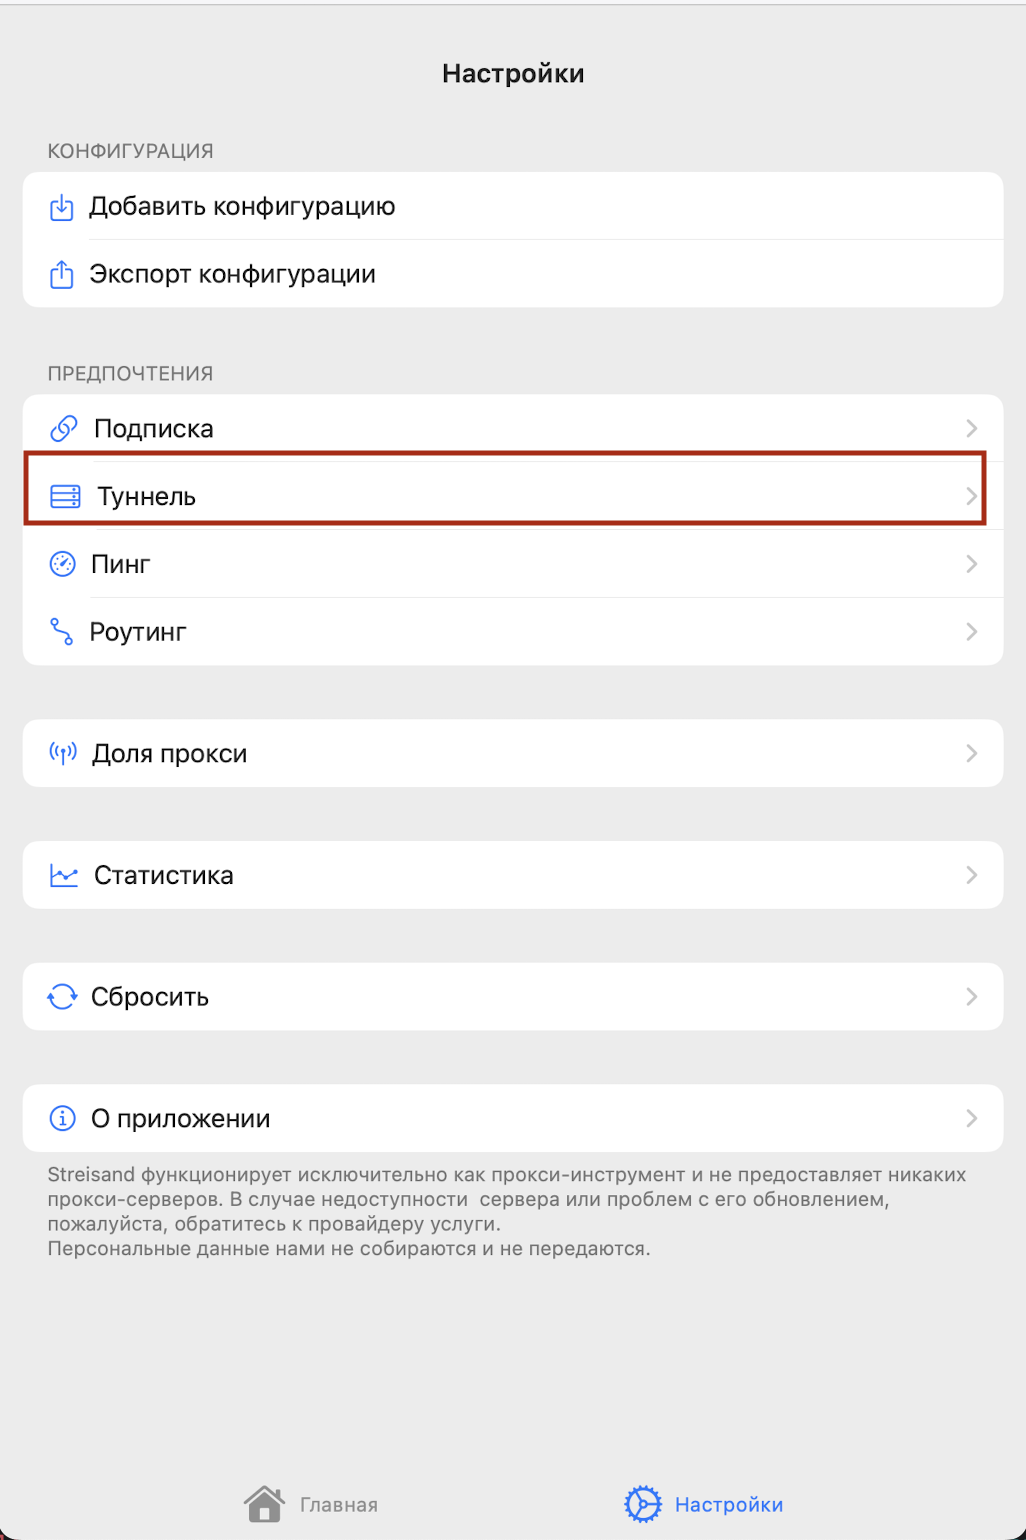 Настройки
КОНФИГУРАЦИЯ
Добавить конфигурацию
Экспорт конфигурации
ПРЕДПОЧТЕНИЯ
Подписка
Туннель
Пинг
Роутинг
Доля прокси
Статистика
Сбросить
О приложении
Streisand функционирует исключительно как прокси-инструмент и не предоставляет никаких
прокси-серверов. В случае недоступности сервера или проблем с его обновлением,
пожалуйста, обратитесь к провайдеру услуги.
Персональные данные нами не собираются и не передаются.
Главная
Настройки